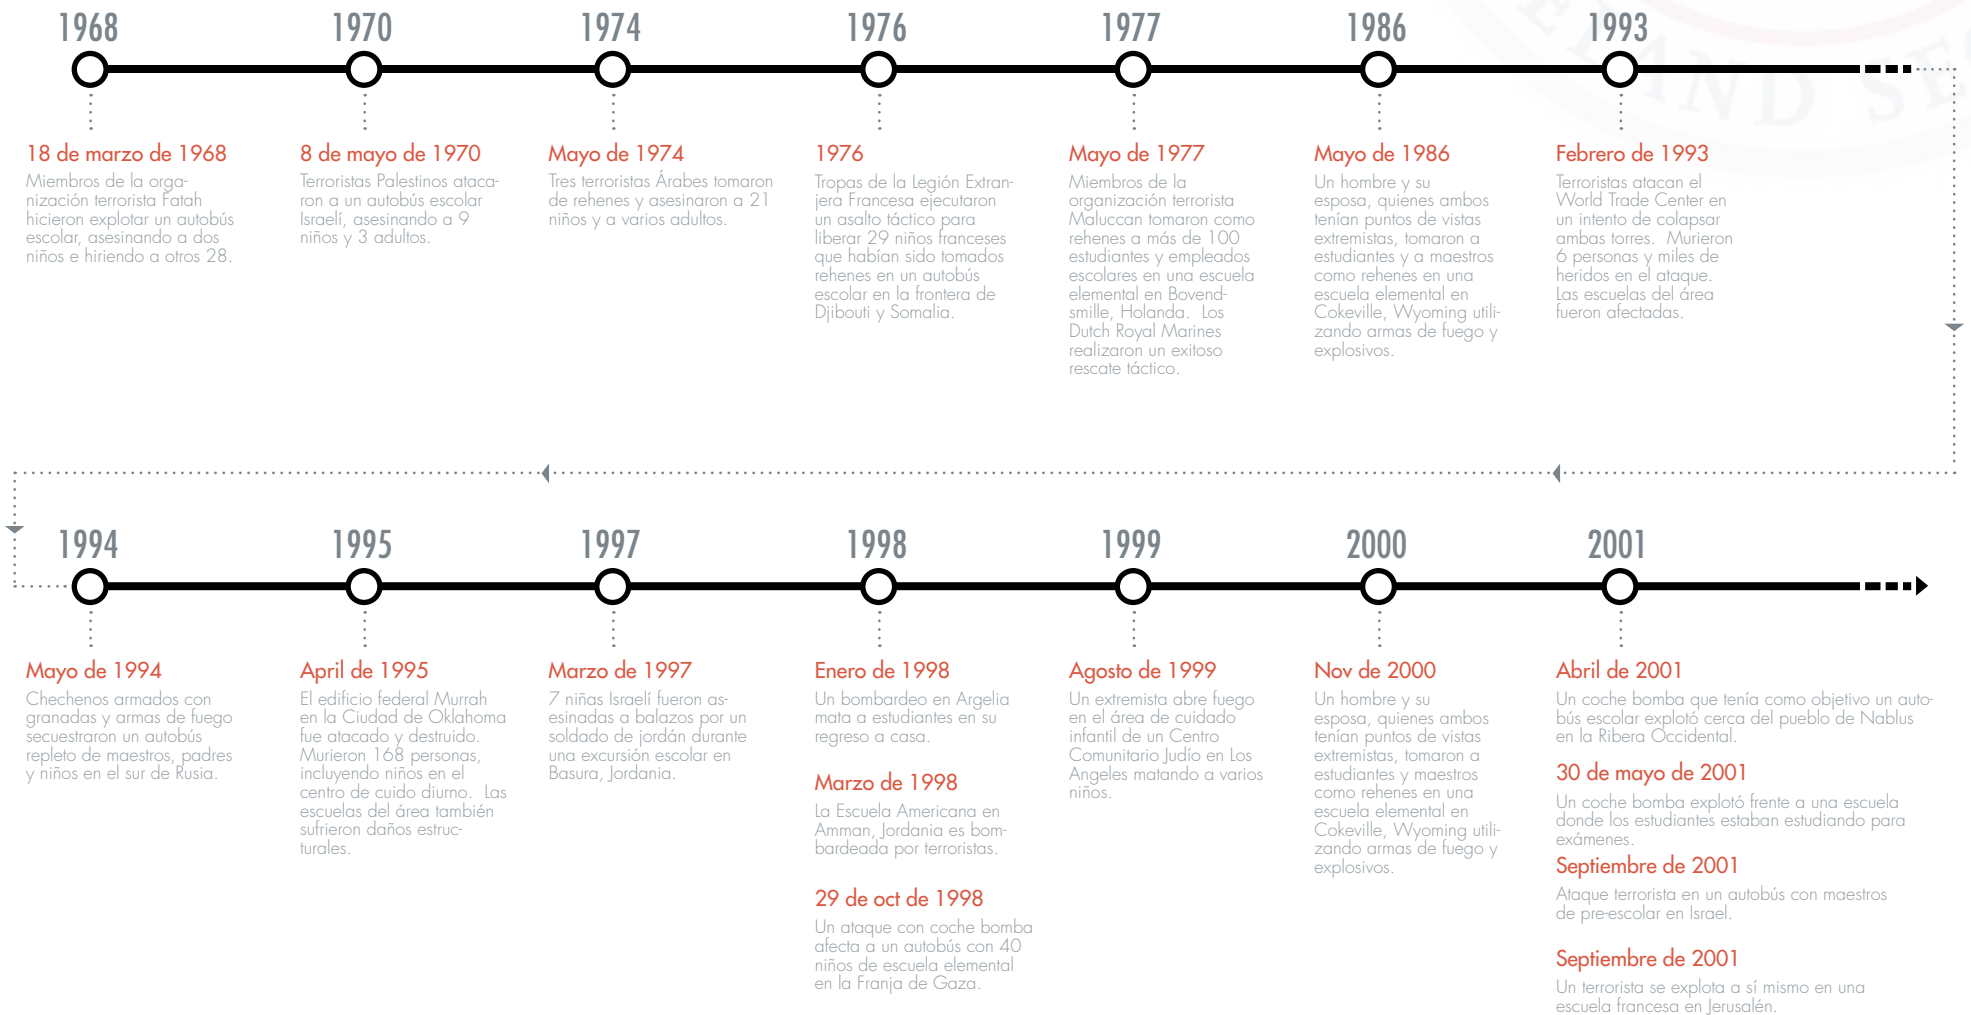 1968
18 de marzo de 1968
Miembros de la orga-
nización terrorista Fatah
hicieron explotar un autobús
escolar, asesinando a dos
niños e hiriendo a otros 28.
1970
8 de mayo de 1970
Terroristas Palestinos ataca-
ron a un autobús escolar
Israelí, asesinando a 9
niños y 3 adultos.
1974
Mayo de 1974
Tres terroristas Árabes tomaron
de rehenes y asesinaron a 21
niños y a varios adultos.
1976
1976
Tropas de la Legión Extran-
jera Francesa ejecutaron
un asalto táctico para
liberar 29 niños franceses
que habían sido tomados
rehenes en un autobús
escolar en la frontera de
Djibouti y Somalia.
1977
Mayo de 1977
Miembros de la
organización terrorista
Maluccan tomaron como
rehenes a más de 100
estudiantes y empleados
escolares en una escuela
elemental en Bovend-
smille, Holanda. Los
Dutch Royal Marines
realizaron un exitoso
rescate táctico.
1986
Mayo de 1986
Un hombre y su
esposa, quienes ambos
tenían puntos de vistas
extremistas, tomaron a
estudiantes y a maestros
como rehenes en una
escuela elemental en
Cokeville, Wyoming utili-
zando armas de fuego y
explosivos.
1993
Febrero de 1993
Terroristas atacan el
World Trade Center en
un intento de colapsar
ambas torres. Murieron
6 personas y miles de
heridos en el ataque.
Las escuelas del área
fueron afectadas.
1994
Mayo de 1994
Chechenos armados con
granadas y armas de fuego
secuestraron un autobús
repleto de maestros, padres
y niños en el sur de Rusia.
1995
April de 1995
El edificio federal Murrah
en la Ciudad de Oklahoma
fue atacado y destruido.
Murieron 168 personas,
incluyendo niños en el
centro de cuido diurno. Las
escuelas del área también
sufrieron daños estruc-
turales.
1997
Marzo de 1997
7 niñas Israelí fueron as-
esinadas a balazos por un
soldado de jordán durante
una excursión escolar en
Basura, Jordania.
1998
Enero de 1998
Un bombardeo en Argelia
mata a estudiantes en su
regreso a casa.
Marzo de 1998
La Escuela Americana en
Amman, Jordania es bom-
bardeada por terroristas.
29 de oct de 1998
Un ataque con coche bomba
afecta a un autobús con 40
niños de escuela elemental
en la Franja de Gaza.
1999
Agosto de 1999
Un extremista abre fuego
en el área de cuidado
infantil de un Centro
Comunitario Judío en Los
Angeles matando a varios
niños.
2000
Nov de 2000
Un hombre y su
esposa, quienes ambos
tenían puntos de vistas
extremistas, tomaron a
estudiantes y maestros
como rehenes en una
escuela elemental en
Cokeville, Wyoming utili-
zando armas de fuego y
explosivos.
2001
Abril de 2001
Un coche bomba que tenía como objetivo un auto-
bús escolar explotó cerca del pueblo de Nablus
en la Ribera Occidental.
30 de mayo de 2001
Un coche bomba explotó frente a una escuela
donde los estudiantes estaban estudiando para
exámenes.
Septiembre de 2001
Ataque terrorista en un autobús con maestros
de pre-escolar en Israel.
Septiembre de 2001
Un terrorista se explota a sí mismo en una
escuela francesa en Jerusalén.